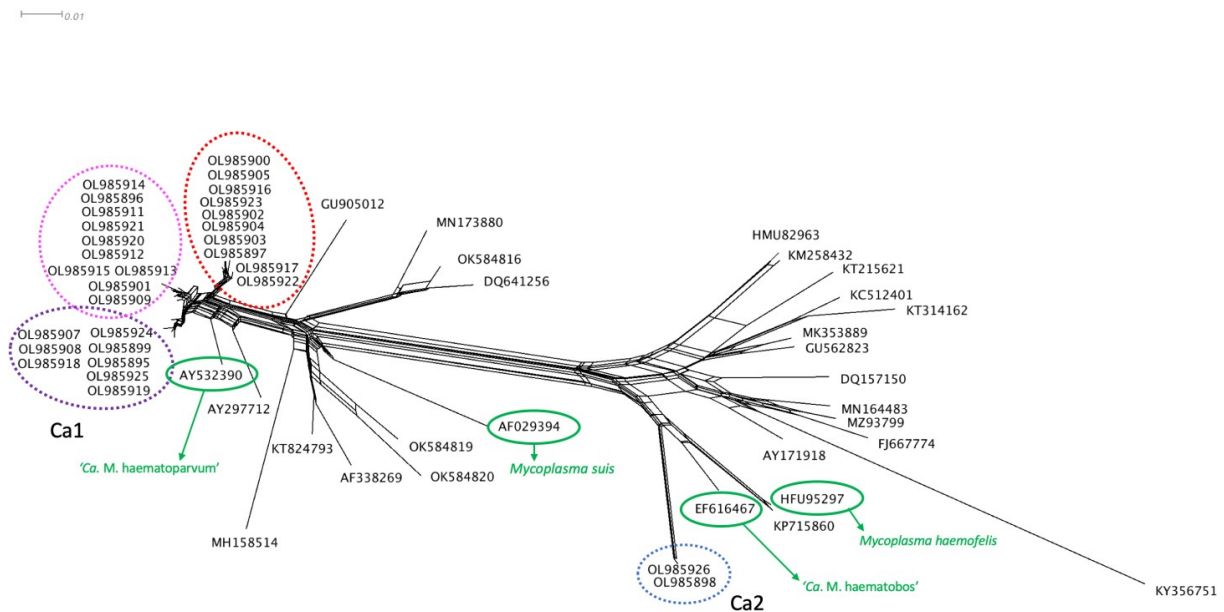 0.01
OL985900
OL985905
OL985916
OL985923
OL985902
OL985904
OL985903
OL985897
OL985917
OL985922
OL985914
OL985896
OL985911
OL985921
OL985920
OL985912
OL985915 OL985913
OL985901
OL985909
OL985907
OL985908
OL985918
OL985924
OL985899
OL985895
OL985925
OL985919
Ca1
AY532390
'Ca. M. haematoparvum'
AY297712
GU905012
MN173880
OK584816
DQ641256
KT824793
AF338269
OK584819
OK584820
MH158514
AF029394
Mycoplasma suis
HMU82963
KM258432
KT215621
KC512401
KT314162
MK353889
GU562823
DQ157150
MN164483
MZ93799
FJ667774
AY171918
HFU95297
KP715860
Mycoplasma haemofelis
EF616467
'Ca. M. haematobos'
OL985926
OL985898
Ca2
KY356751